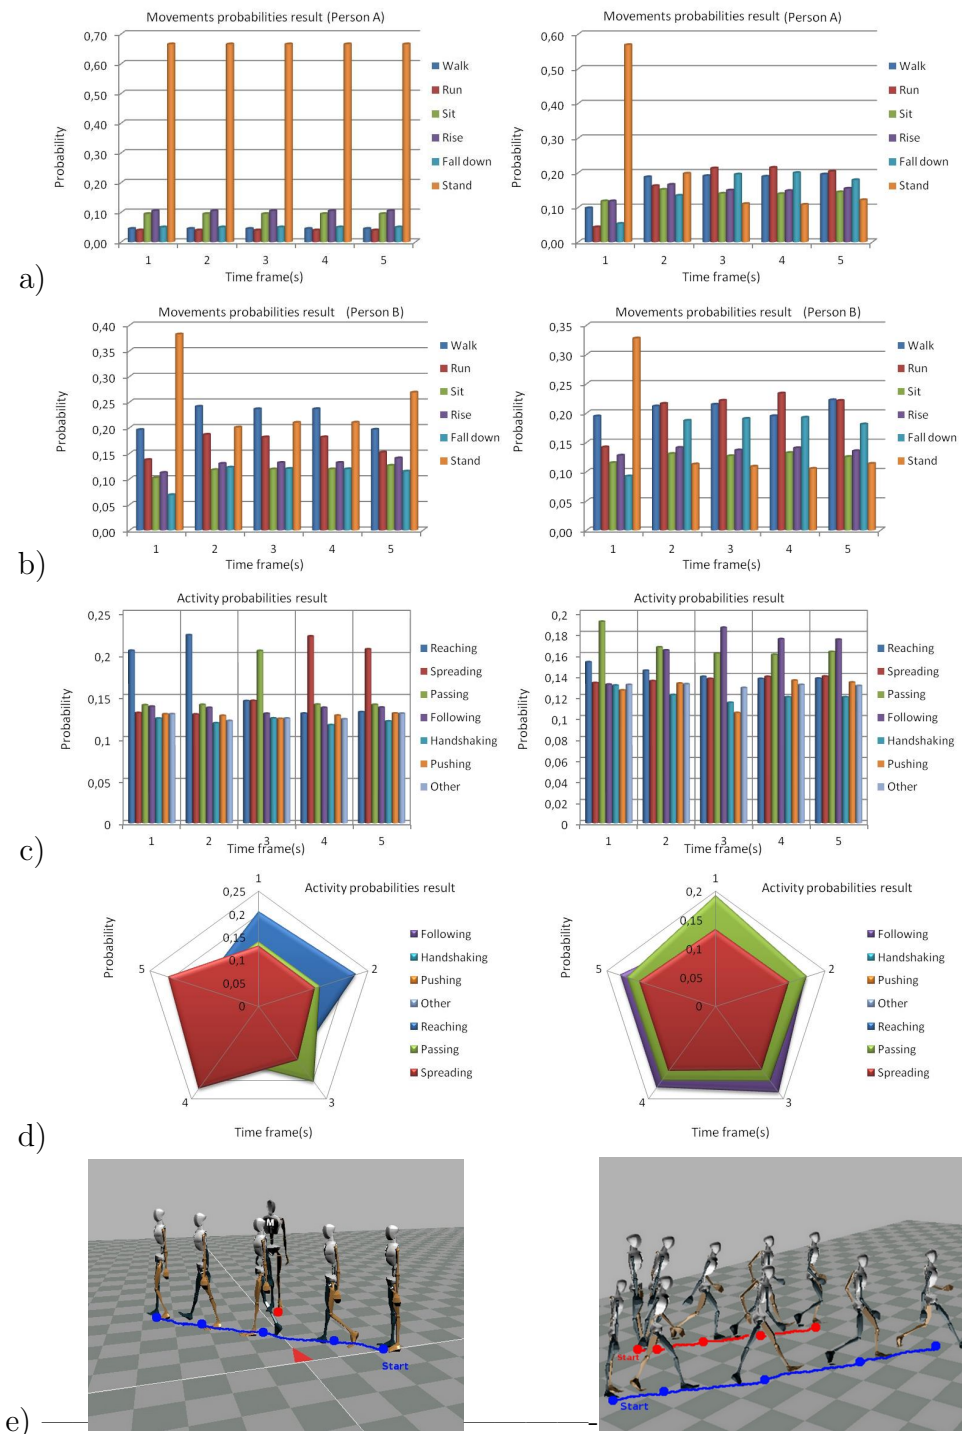 Movements probabilities result (Person A)
0,70
0,60
0,50
0,40
0,30
0,20
0,10
0,00
Probability
1 2 3 4 5
Time frame(s)
Walk
Run
Sit
Rise
Fall down
Stand
Movements probabilities result (Person A)
0,60
0,50
0,40
0,30
0,20
0,10
0,00
Probability
1 2 3 4 5
Time frame(s)
Walk
Run
Sit
Rise
Fall down
Stand
a)
Movements probabilities result (Person B)
0,40
0,35
0,30
0,25
0,20
0,15
0,10
0,05
0,00
Probability
1 2 3 4 5
Time frame(s)
Walk
Run
Sit
Rise
Fall down
Stand
Movements probabilities result (Person B)
0,35
0,30
0,25
0,20
0,15
0,10
0,05
0,00
Probability
1 2 3 4 5
Time frame(s)
Walk
Run
Sit
Rise
Fall down
Stand
b)
Activity probabilities result
0,25
0,2
0,15
0,1
0,05
0
Probability
1 2 3 4 5
Time frame(s)
Reaching
Spreading
Passing
Following
Handshaking
Pushing
Other
Activity probabilities result
0,2
0,18
0,16
0,14
0,12
0,1
0,08
0,06
0,04
0,02
0
Probability
1 2 3 4 5
Time frame(s)
Reaching
Spreading
Passing
Following
Handshaking
Pushing
Other
c)
Activity probabilities result
Probability
1
2
3
4
5
0,25
0,2
0,15
0,1
0,05
0
Following
Handshaking
Pushing
Other
Reaching
Passing
Spreading
Time frame(s)
Activity probabilities result
Probability
1
2
3
4
5
0,2
0,15
0,1
0,05
0
Following
Handshaking
Pushing
Other
Reaching
Passing
Spreading
Time frame(s)
d)
M
Start
Start
Start
e)